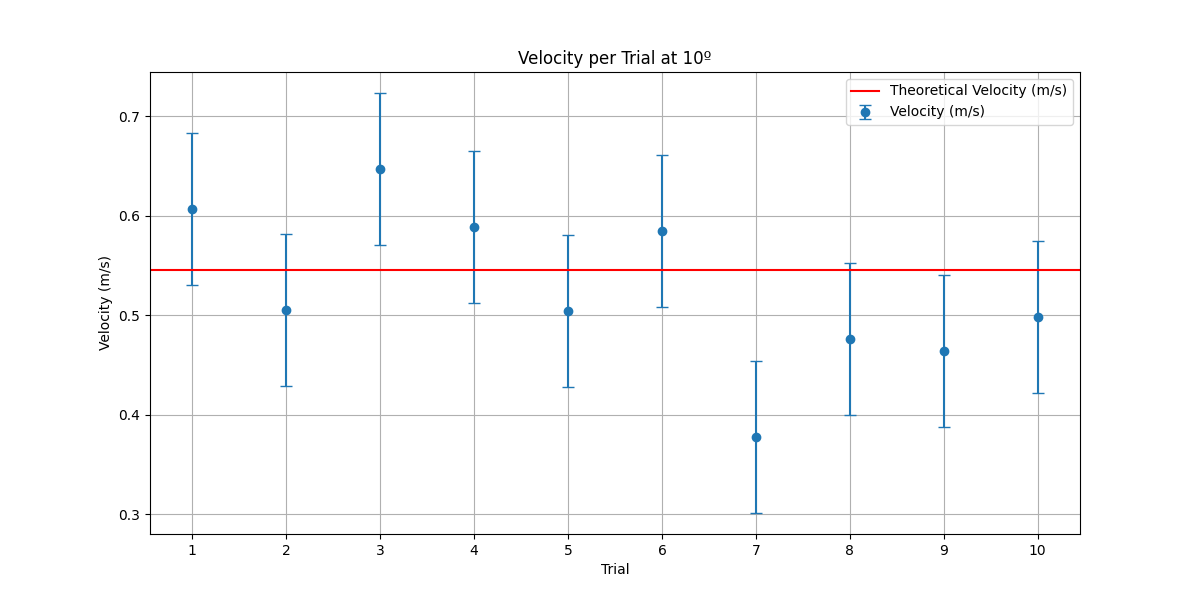 Velocity per Trial at 10º
Theoretical Velocity (m/s)
Velocity (m/s)
Velocity (m/s)
0.7
0.6
0.5
0.4
0.3
1 2 3 4 5 6 7 8 9 10
Trial